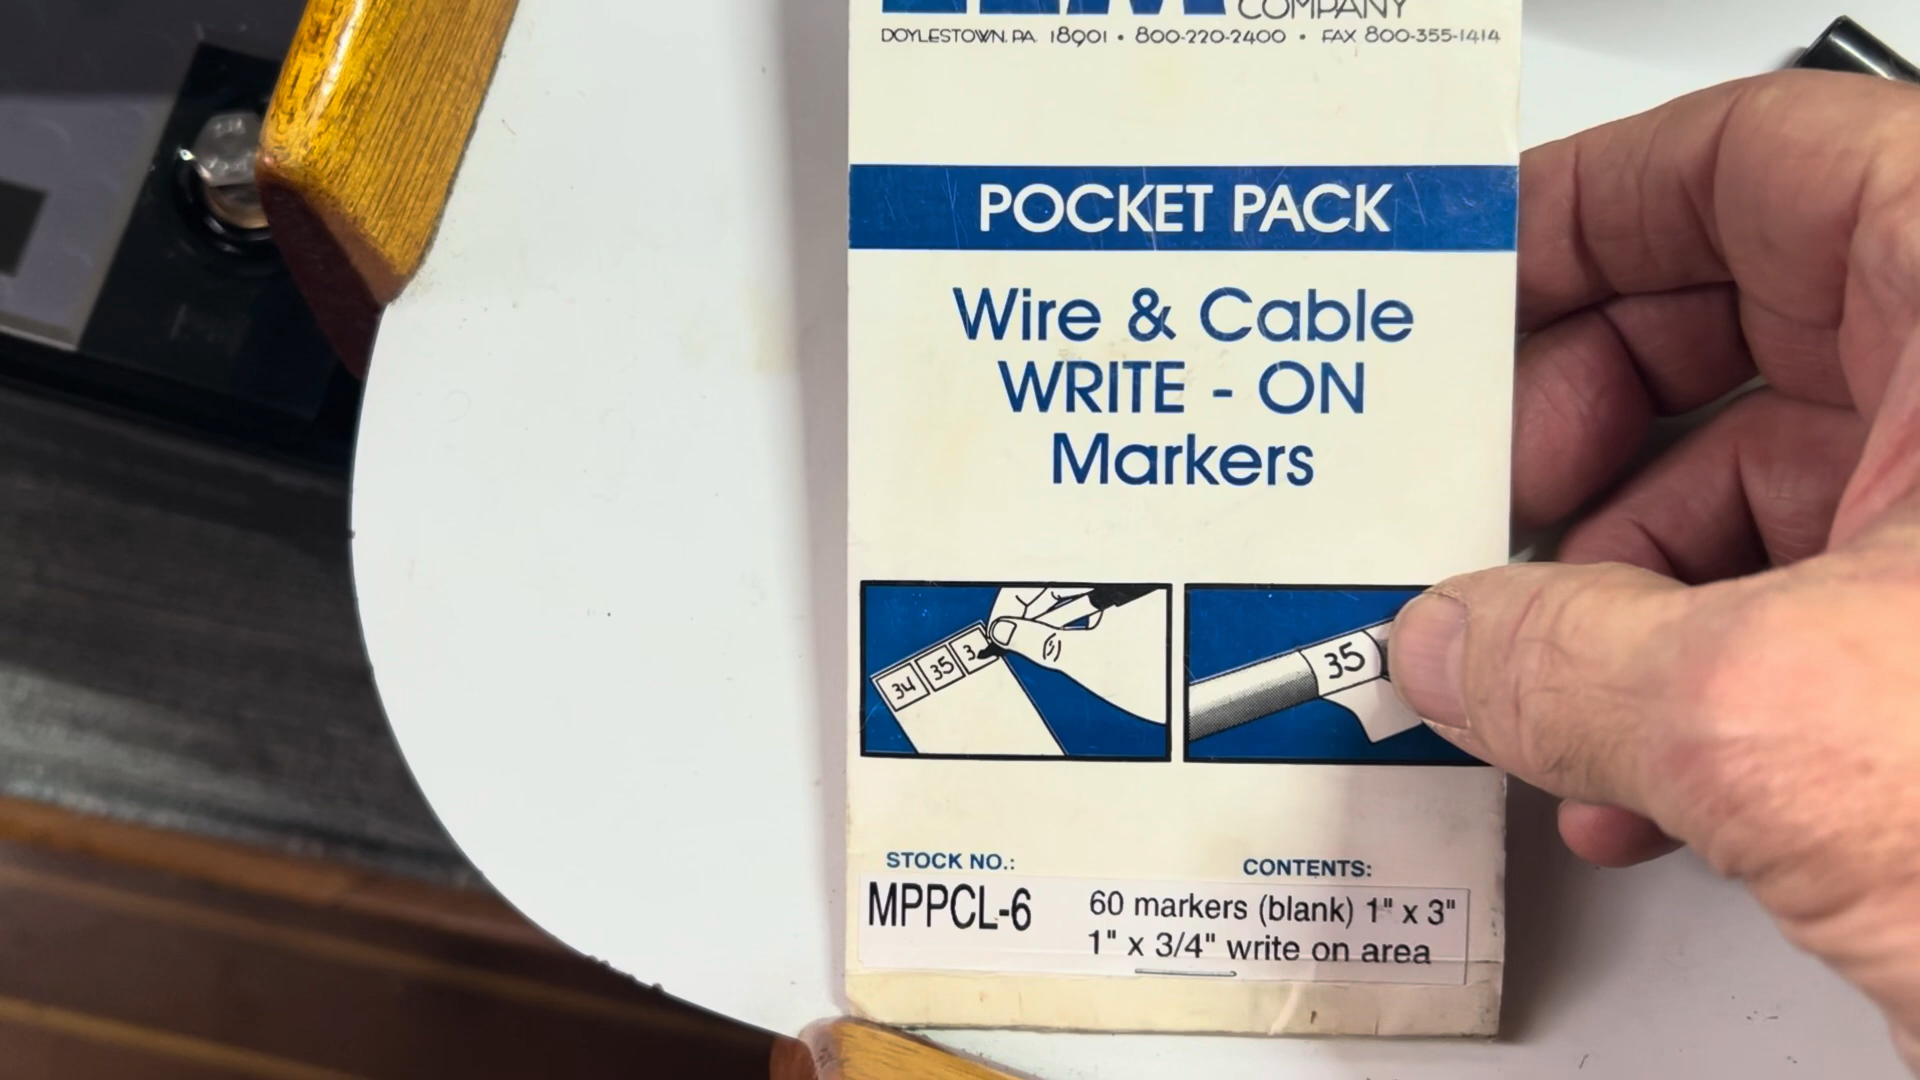 COMPANY
DOYLESTOWN, PA 18901 • 800-220-2400 • FAX 800-355-1414
POCKET PACK
Wire & Cable
WRITE - ON
Markers
34 35 3
35
STOCK NO.:
MPPCL-6
CONTENTS:
60 markers (blank) 1" x 3"
1" x 3/4" write on area